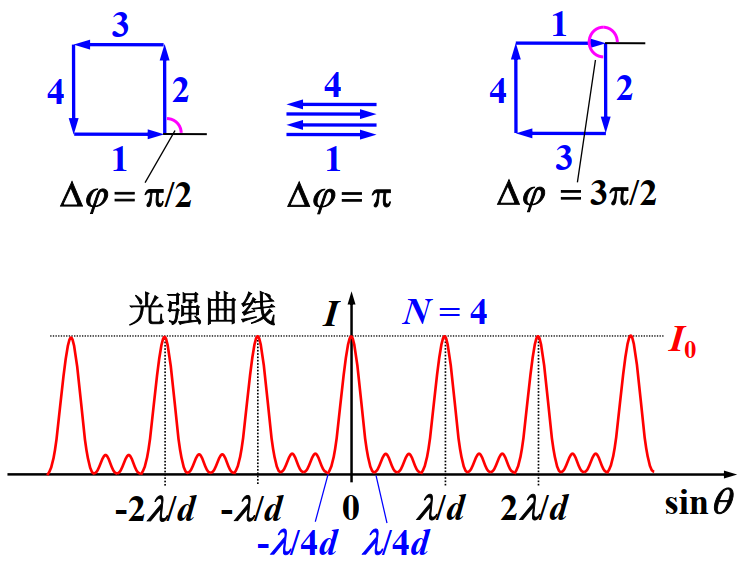 3
4 2
1
Δφ = π/2
4
1
Δφ = π
1
4 2
3
Δφ = 3π/2
光强曲线 I N = 4
I₀
-2λ/d -λ/d 0 λ/d 2λ/d sinθ
-λ/4d λ/4d